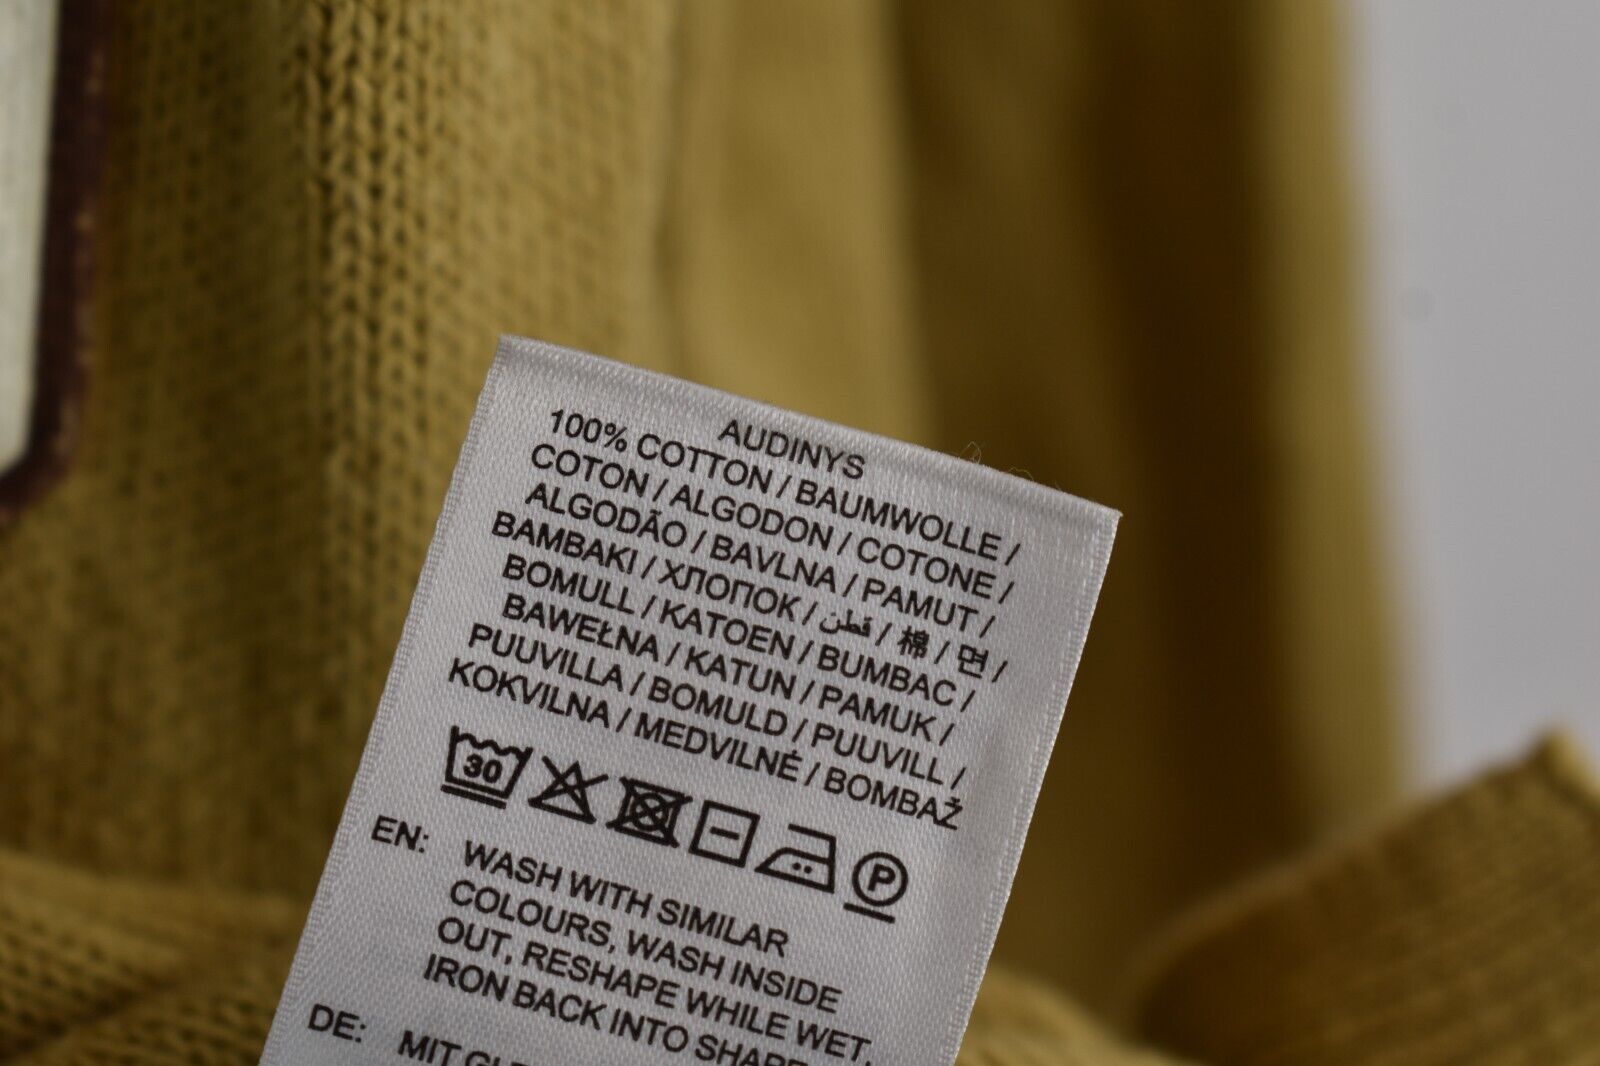 AUDINYS
100% COTTON / BAUMWOLLE /
COTON / ALGODON / COTONE /
ALGODÃO / BAVLNA / PAMUT /
BAMBAKI / ХЛОПОК / قطن / 棉 / 면 /
BOMULL / KATOEN / BUMBAC /
BAWEŁNA / KATUN / PAMUK /
PUUVILLA / BOMULD / PUUVILL /
KOKVILNA / MEDVILNÉ / BOMBAŽ
30
P
EN: WASH WITH SIMILAR
COLOURS, WASH INSIDE
OUT, RESHAPE WHILE WET,
IRON BACK INTO SHAPE
DE: MIT